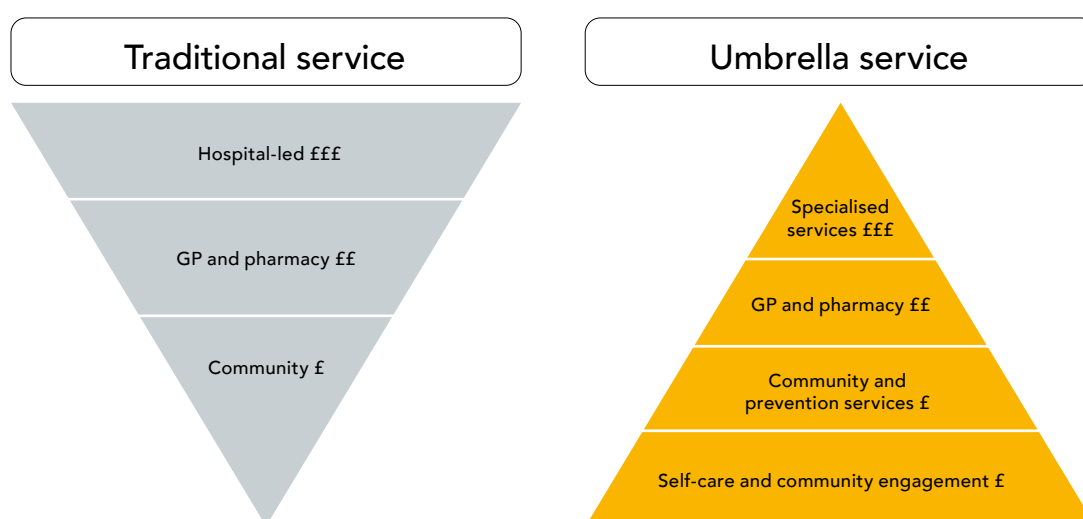 Traditional service
Hospital-led £££
GP and pharmacy ££
Community £
Umbrella service
Specialised
services £££
GP and pharmacy ££
Community and
prevention services £
Self-care and community engagement £